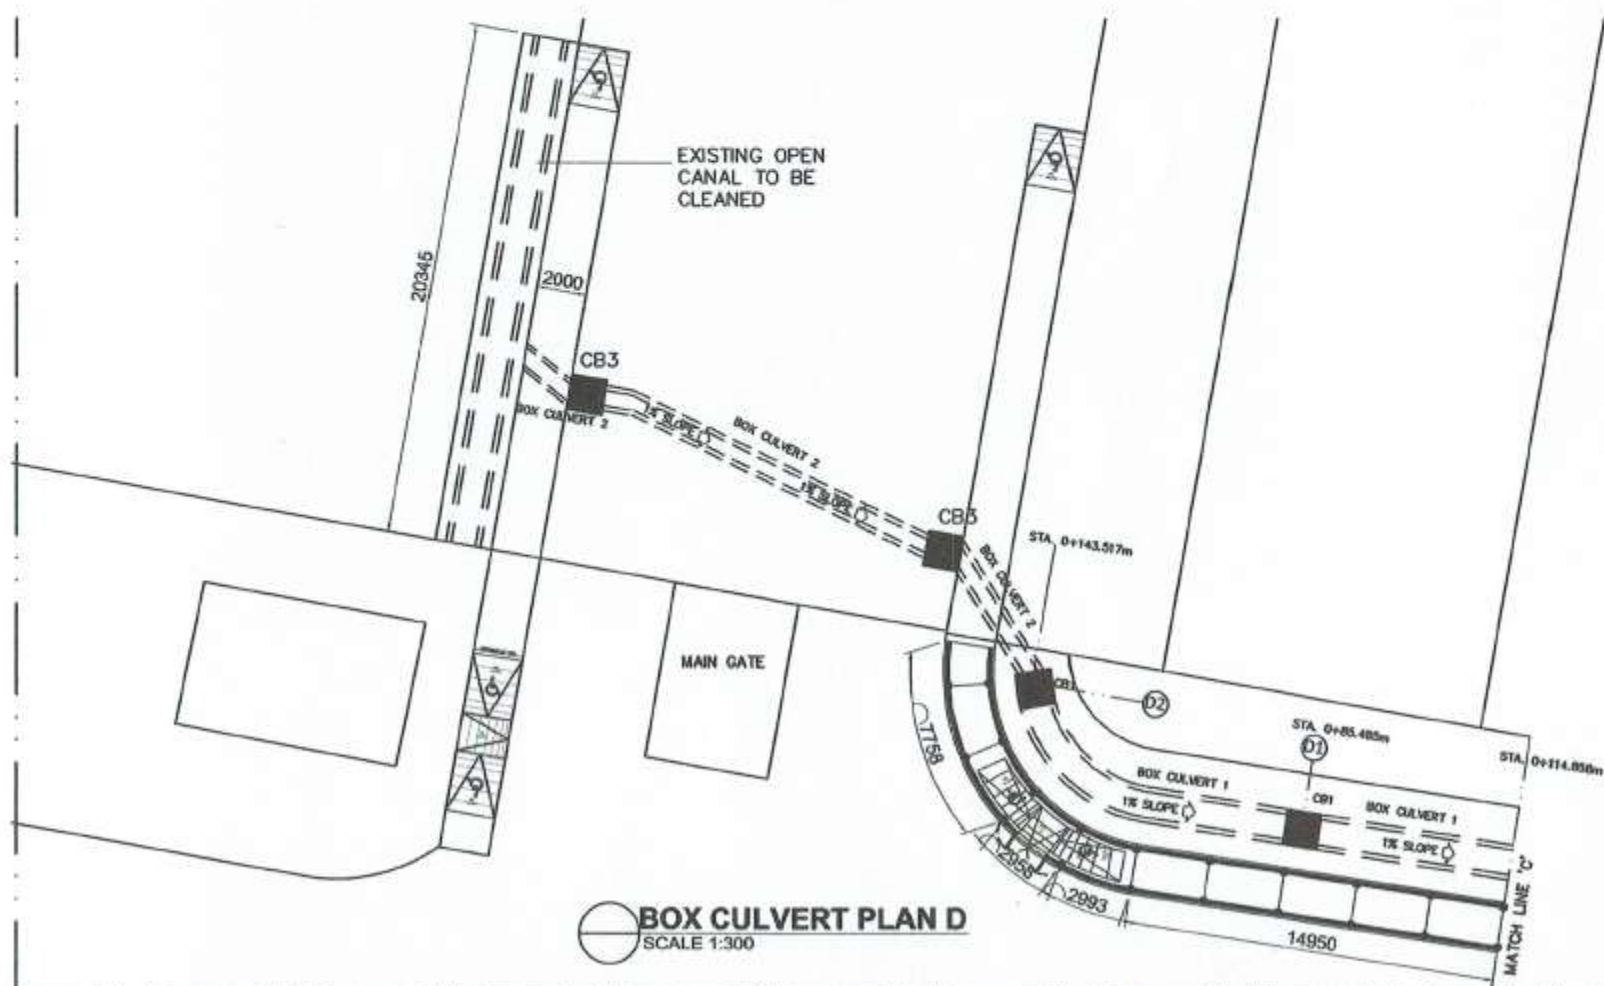 EXISTING OPEN
CANAL TO BE
CLEANED
20345
2000
CB3
BOX CULVERT 2
1% SLOPE
BOX CULVERT 2
1% SLOPE
CB3
BOX CULVERT 2
STA. 0+143.517m
MAIN GATE
CB1
D2
STA. 0+85.485m
D1
STA. 0+114.858m
7758
BOX CULVERT 1
1% SLOPE
CB1
BOX CULVERT 1
1% SLOPE
2958
2993
14950
MATCH LINE 'C'
BOX CULVERT PLAN D
SCALE 1:300